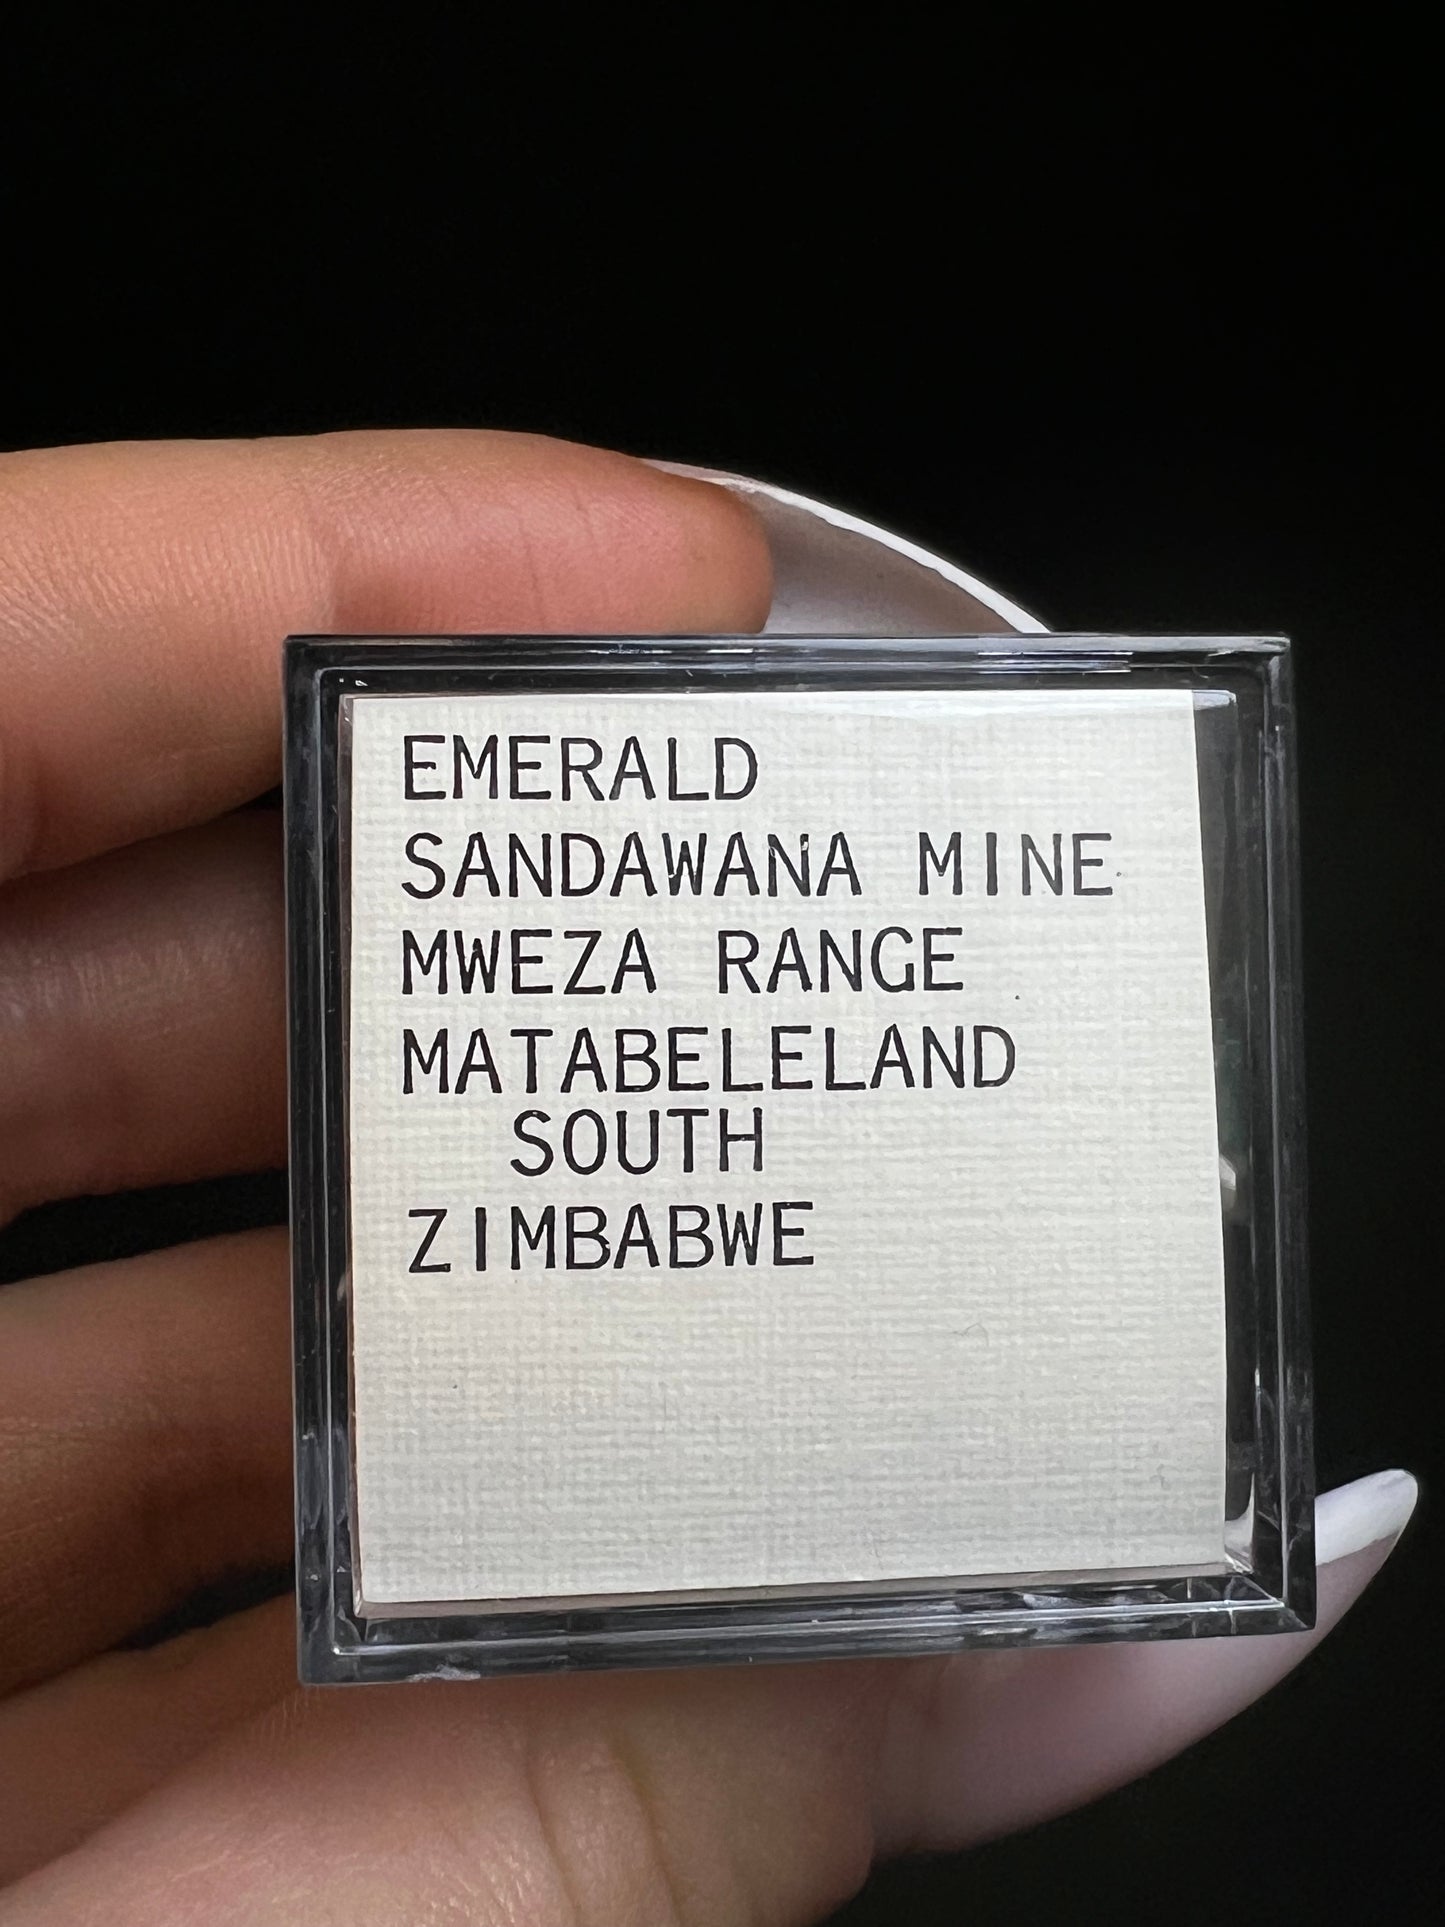 EMERALD
SANDAWANA MINE
MWEZA RANGE
MATABELELAND
SOUTH
ZIMBABWE